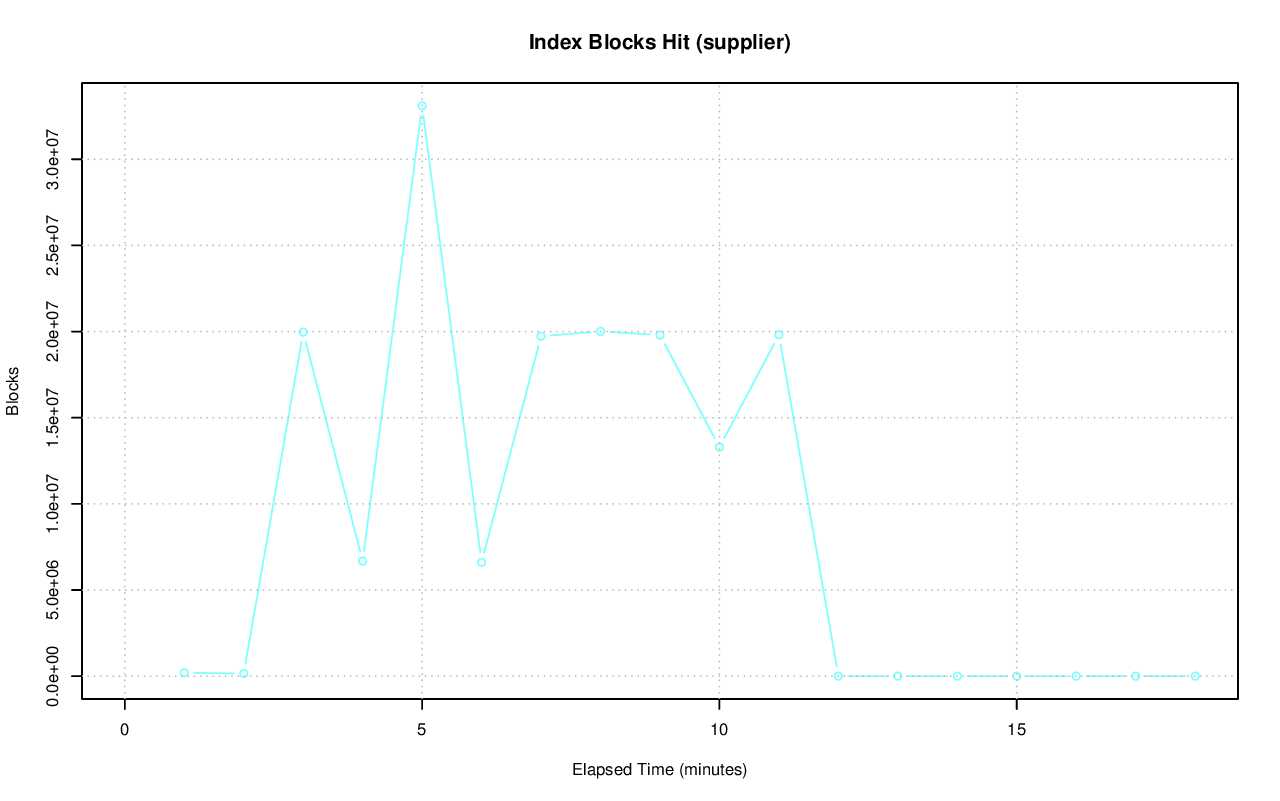 Index Blocks Hit (supplier)
Blocks
3.0e+07
2.5e+07
2.0e+07
1.5e+07
1.0e+07
5.0e+06
0.0e+00
0 5 10 15
Elapsed Time (minutes)